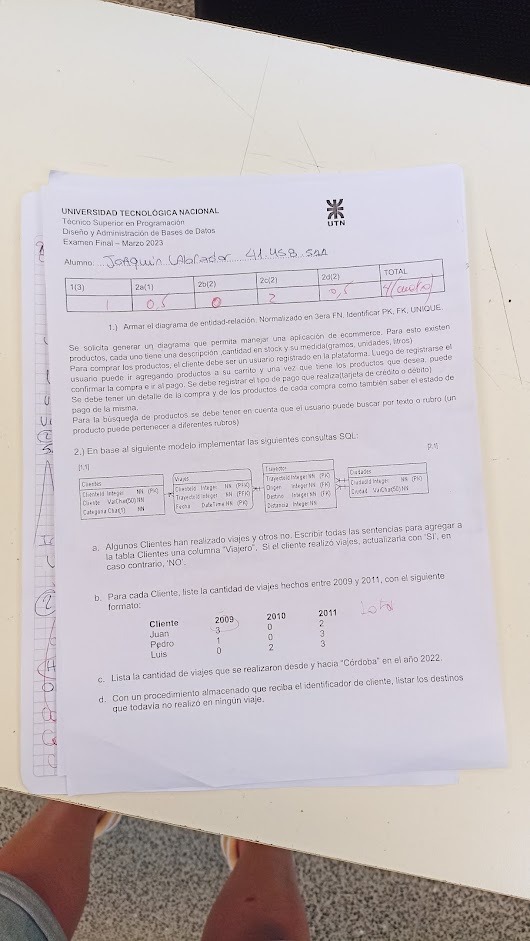 UNIVERSIDAD TECNOLÓGICA NACIONAL
Técnico Superior en Programación
Diseño y Administración de Bases de Datos
Examen Final – Marzo 2023
UTN
Alumno: Joaquin Labrador 41.458.511
1(3) 2a(1) 2b(2) 2c(2) 2d(2) TOTAL
1 0,5 0 2 0,5 4 (cuatro)
1.) Armar el diagrama de entidad-relación. Normalizado en 3era FN. Identificar PK, FK, UNIQUE.
Se solicita generar un diagrama que permita manejar una aplicación de ecommerce. Para esto existen
productos, cada uno tiene una descripción ,cantidad en stock y su medida(gramos, unidades, litros)
Para comprar los productos, el cliente debe ser un usuario registrado en la plataforma. Luego de registrarse el
usuario puede ir agregando productos a su carrito y una vez que tiene los productos que desea, puede
confirmar la compra e ir al pago. Se debe registrar el tipo de pago que realiza(tarjeta de crédito o débito)
Se debe tener un detalle de la compra y de los productos de cada compra como también saber el estado de
pago de la misma.
Para la búsqueda de productos se debe tener en cuenta que el usuario puede buscar por texto o rubro (un
producto puede pertenecer a diferentes rubros)
2.) En base al siguiente modelo implementar las siguientes consultas SQL:
[1.1]
Clientes
ClienteId Integer NN (PK)
Cliente VarChar(50) NN
Categoria Char(1) NN
Viajes
ClienteId Integer NN (PFK)
TrayectoId Integer NN (PFK)
Fecha DateTime NN (PK)
Trayectos
TrayectoId Integer NN (PK)
Origen Integer NN (FK)
Destino Integer NN (FK)
Distancia Integer NN
Ciudades
CiudadId Integer NN (PK)
Ciudad VarChar(50) NN
a. Algunos Clientes han realizado viajes y otros no. Escribir todas las sentencias para agregar a
la tabla Clientes una columna "Viajero". Si el cliente realizó viajes, actualizarla con 'SI', en
caso contrario, 'NO'.
b. Para cada Cliente, liste la cantidad de viajes hechos entre 2009 y 2011, con el siguiente
formato:
Cliente 2009 2010 2011
Juan 3 0 2
Pedro 1 0 3
Luis 0 2 3
c. Lista la cantidad de viajes que se realizaron desde y hacia "Córdoba" en el año 2022.
d. Con un procedimiento almacenado que reciba el identificador de cliente, listar los destinos
que todavía no realizó en ningún viaje.